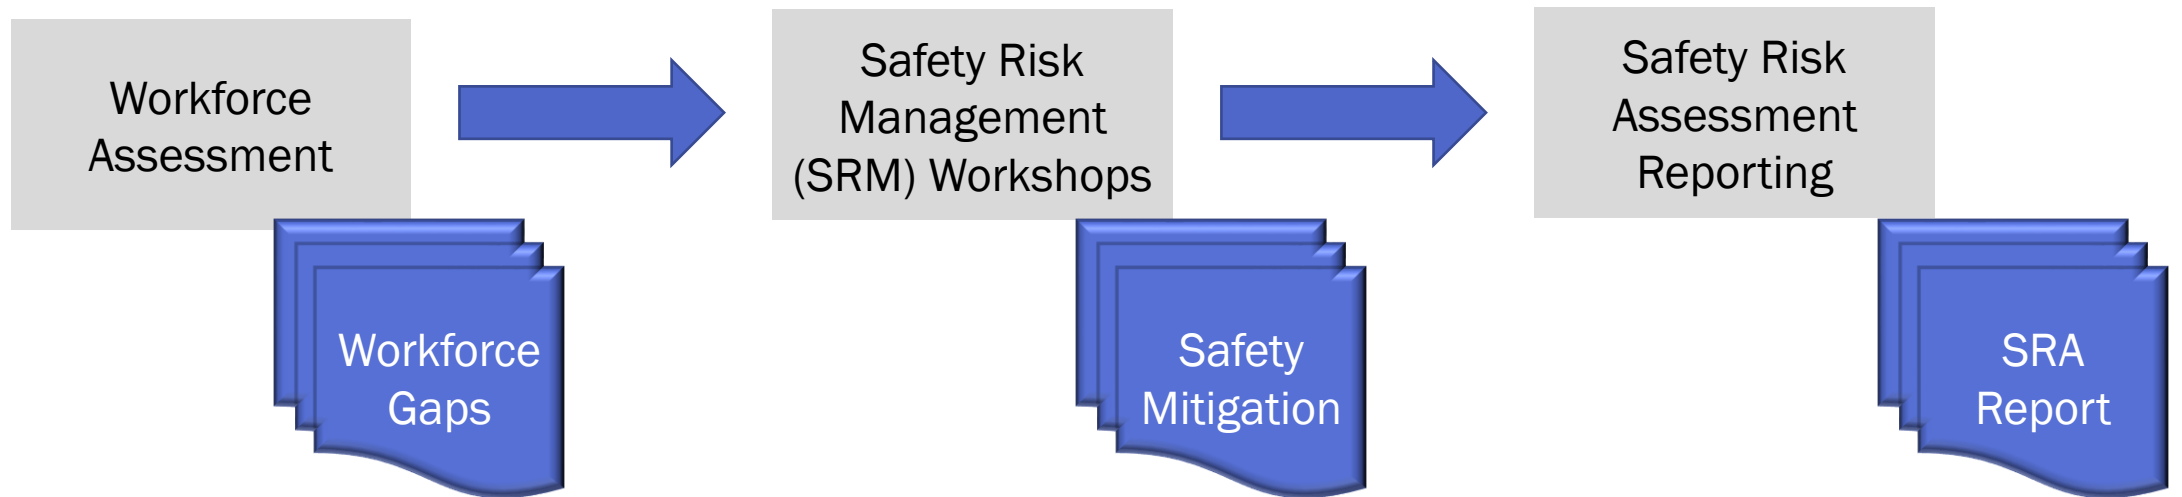 Workforce
Assessment
Safety Risk
Management
(SRM) Workshops
Safety Risk
Assessment
Reporting
Workforce
Gaps
Safety
Mitigation
SRA
Report